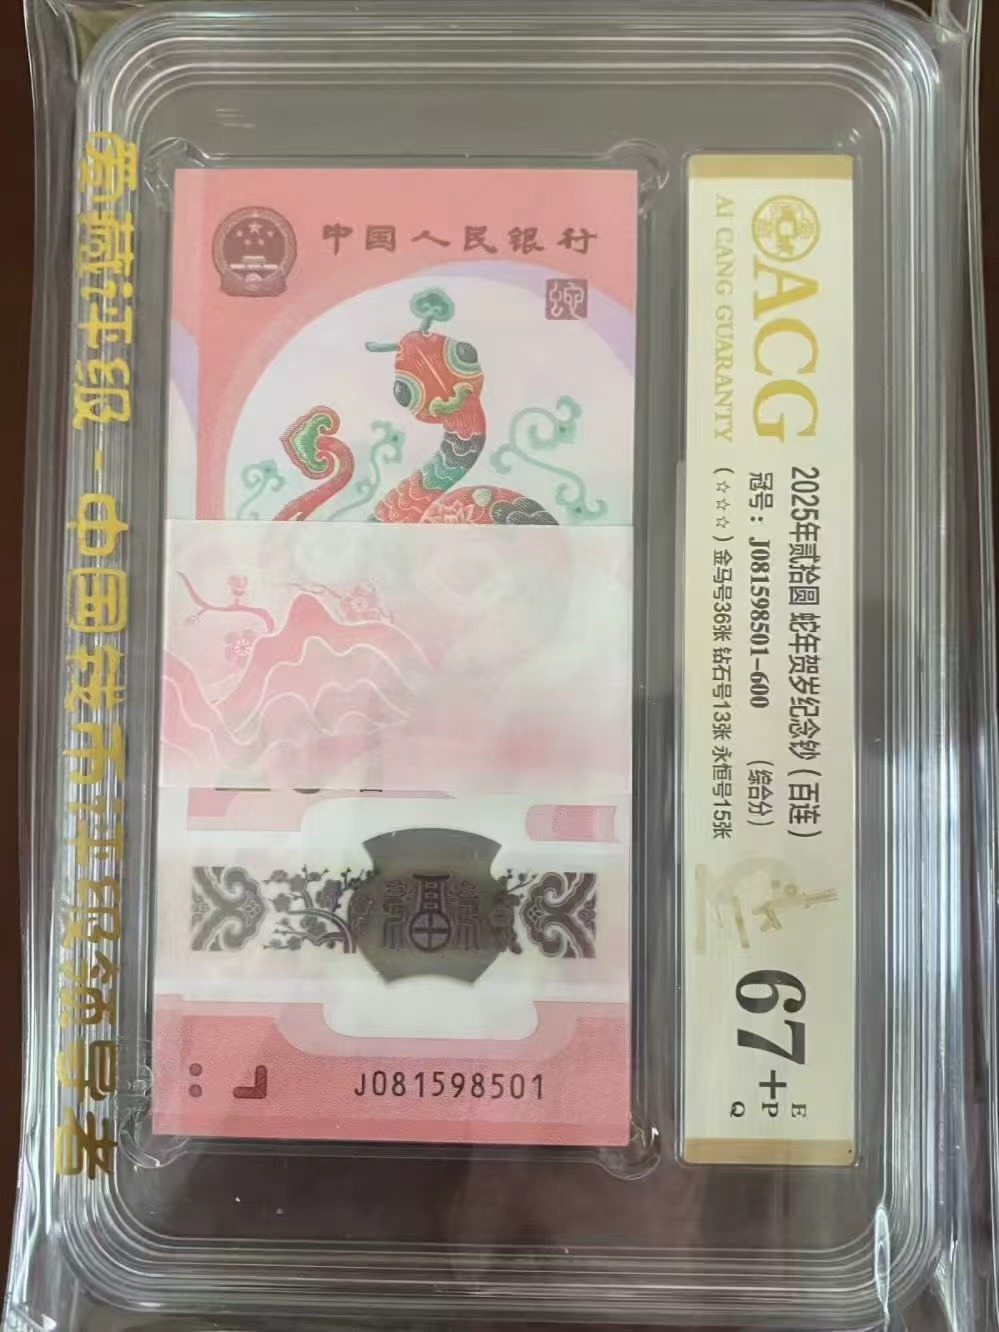 爱藏评级 - 中国钱币评级领导者
中国人民银行
J081598501
ACG
AI CANG GUARANTY
2025年贰拾圆 蛇年贺岁纪念钞（百连）
冠号：J081598501-600 （综合分）
（☆☆☆）金马号36张 钻石号13张 永恒号15张
67+
E
P
Q